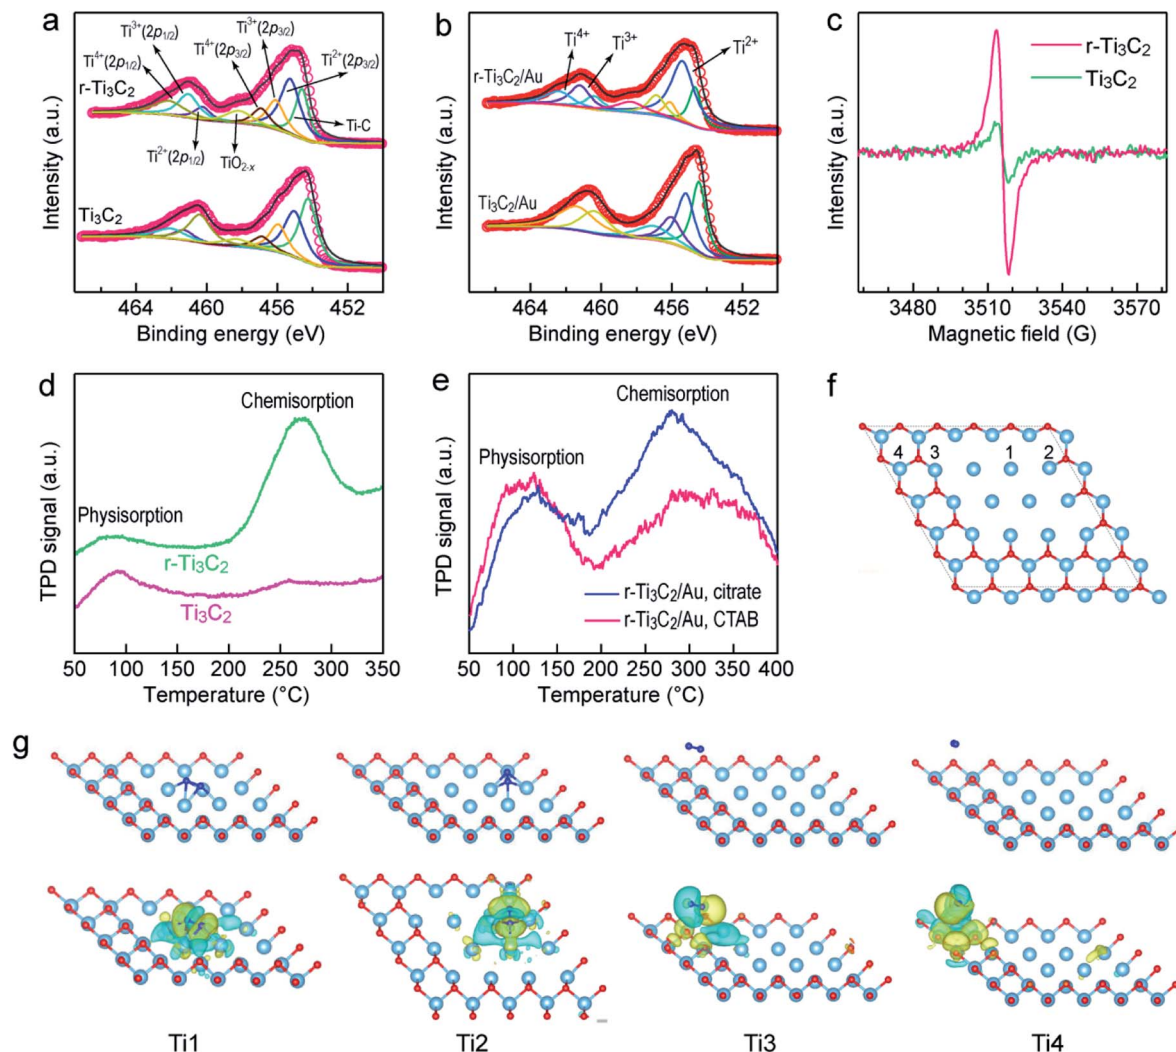 a
Ti³⁺(2p₁/₂)
Ti⁴⁺(2p₁/₂)
r-Ti₃C₂
Ti³⁺(2p₃/₂)
Ti⁴⁺(2p₃/₂)
Ti²⁺(2p₃/₂)
Ti-C
Ti²⁺(2p₁/₂)
TiO₂₋ₓ
Ti₃C₂
Intensity (a.u.)
464 460 456 452
Binding energy (eV)
b
Ti⁴⁺
Ti³⁺
Ti²⁺
r-Ti₃C₂/Au
Ti₃C₂/Au
Intensity (a.u.)
464 460 456 452
Binding energy (eV)
c
r-Ti₃C₂
Ti₃C₂
Intensity (a.u.)
3480 3510 3540 3570
Magnetic field (G)
d
Chemisorption
Physisorption
r-Ti₃C₂
Ti₃C₂
TPD signal (a.u.)
50 100 150 200 250 300 350
Temperature (°C)
e
Chemisorption
Physisorption
r-Ti₃C₂/Au, citrate
r-Ti₃C₂/Au, CTAB
TPD signal (a.u.)
50 100 150 200 250 300 350 400
Temperature (°C)
f
4 3 1 2
g
Ti1 Ti2 Ti3 Ti4